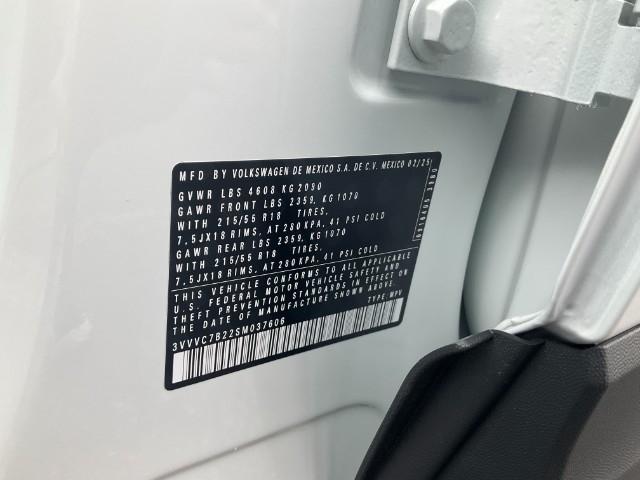 MFD BY VOLKSWAGEN DE MEXICO S.A. DE C.V. MEXICO 02/25
GVWR LBS 4608 KG 2090
GAWR FRONT LBS 2359, KG 1070
WITH 215/55 R18 TIRES,
7.5JX18 RIMS, AT 280 KPA, 41 PSI COLD
GAWR REAR LBS 2359, KG 1070
WITH 215/55 R18 TIRES,
7.5JX18 RIMS, AT 280 KPA, 41 PSI COLD
THIS VEHICLE CONFORMS TO ALL APPLICABLE
U.S. FEDERAL MOTOR VEHICLE SAFETY AND
THEFT PREVENTION STANDARDS IN EFFECT ON
THE DATE OF MANUFACTURE SHOWN ABOVE.
3VVVC7B22SM037606 TYPE: MPV